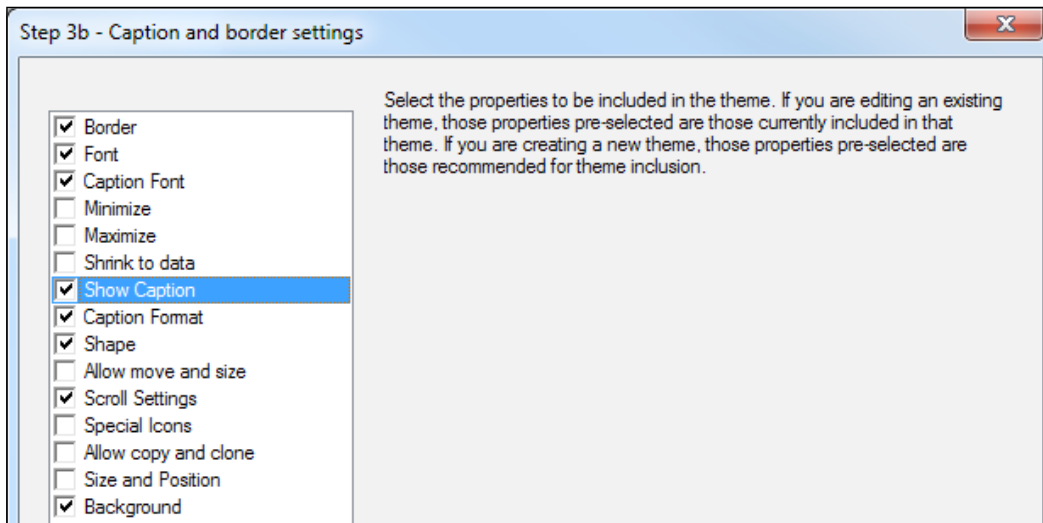 Step 3b - Caption and border settings
Select the properties to be included in the theme. If you are editing an existing
theme, those properties pre-selected are those currently included in that
theme. If you are creating a new theme, those properties pre-selected are
those recommended for theme inclusion.
Border
Font
Caption Font
Minimize
Maximize
Shrink to data
Show Caption
Caption Format
Shape
Allow move and size
Scroll Settings
Special Icons
Allow copy and clone
Size and Position
Background